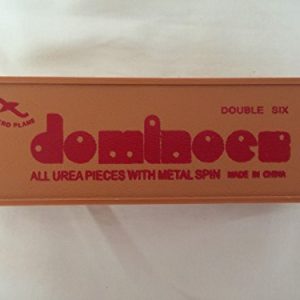 DOUBLE SIX
dominoes
ALL UREA PIECES WITH METAL SPIN MADE IN CHINA